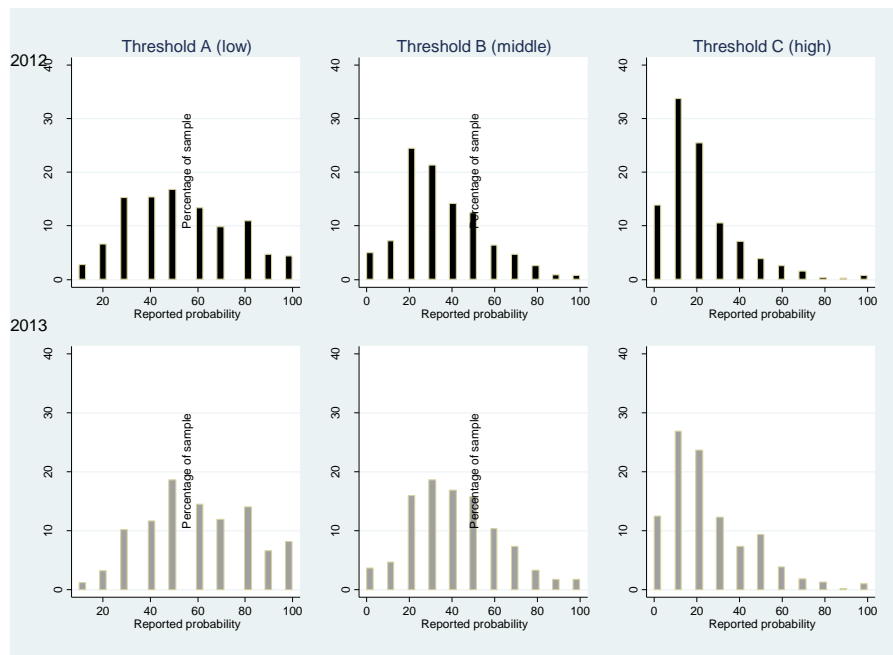 Threshold A (low)
Threshold B (middle)
Threshold C (high)
2012
40
30
20
10
0
Percentage of sample
20 40 60 80 100
Reported probability
40
30
20
10
0
Percentage of sample
0 20 40 60 80 100
Reported probability
40
30
20
10
0
0 20 40 60 80 100
Reported probability
2013
40
30
20
10
0
Percentage of sample
20 40 60 80 100
Reported probability
40
30
20
10
0
Percentage of sample
0 20 40 60 80 100
Reported probability
40
30
20
10
0
0 20 40 60 80 100
Reported probability